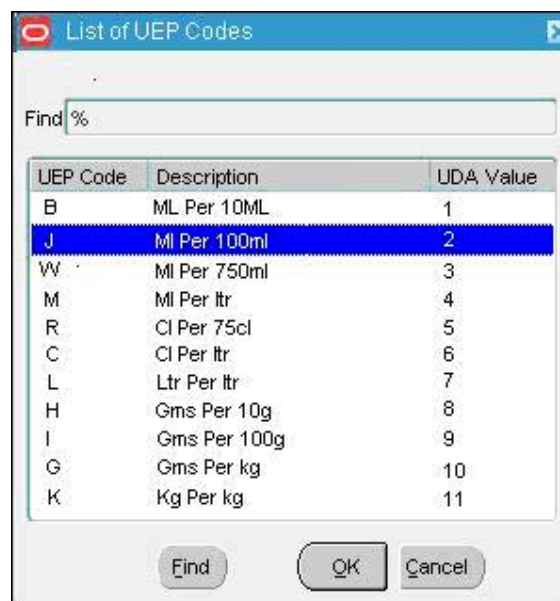 List of UEP Codes
Find %
UEP Code Description UDA Value
B ML Per 10ML 1
J Ml Per 100ml 2
W Ml Per 750ml 3
M Ml Per ltr 4
R Cl Per 75cl 5
C Cl Per ltr 6
L Ltr Per ltr 7
H Gms Per 10g 8
I Gms Per 100g 9
G Gms Per kg 10
K Kg Per kg 11
Find OK Cancel